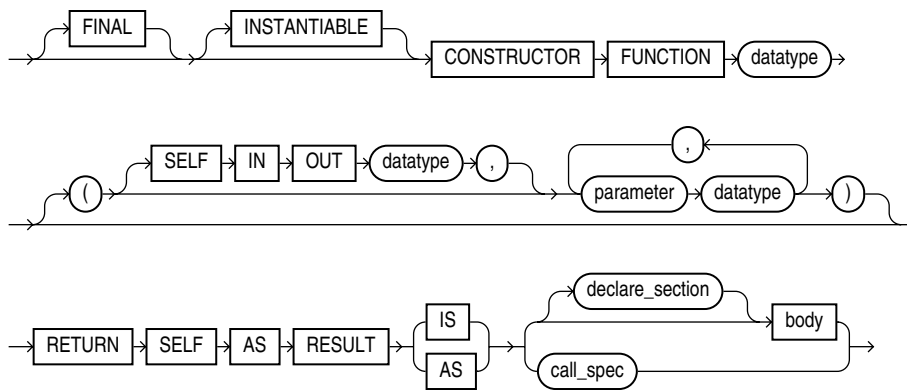 FINAL INSTANTIABLE
CONSTRUCTOR FUNCTION datatype
SELF IN OUT datatype , ,
( parameter datatype )
IS declare_section
RETURN SELF AS RESULT body
AS call_spec